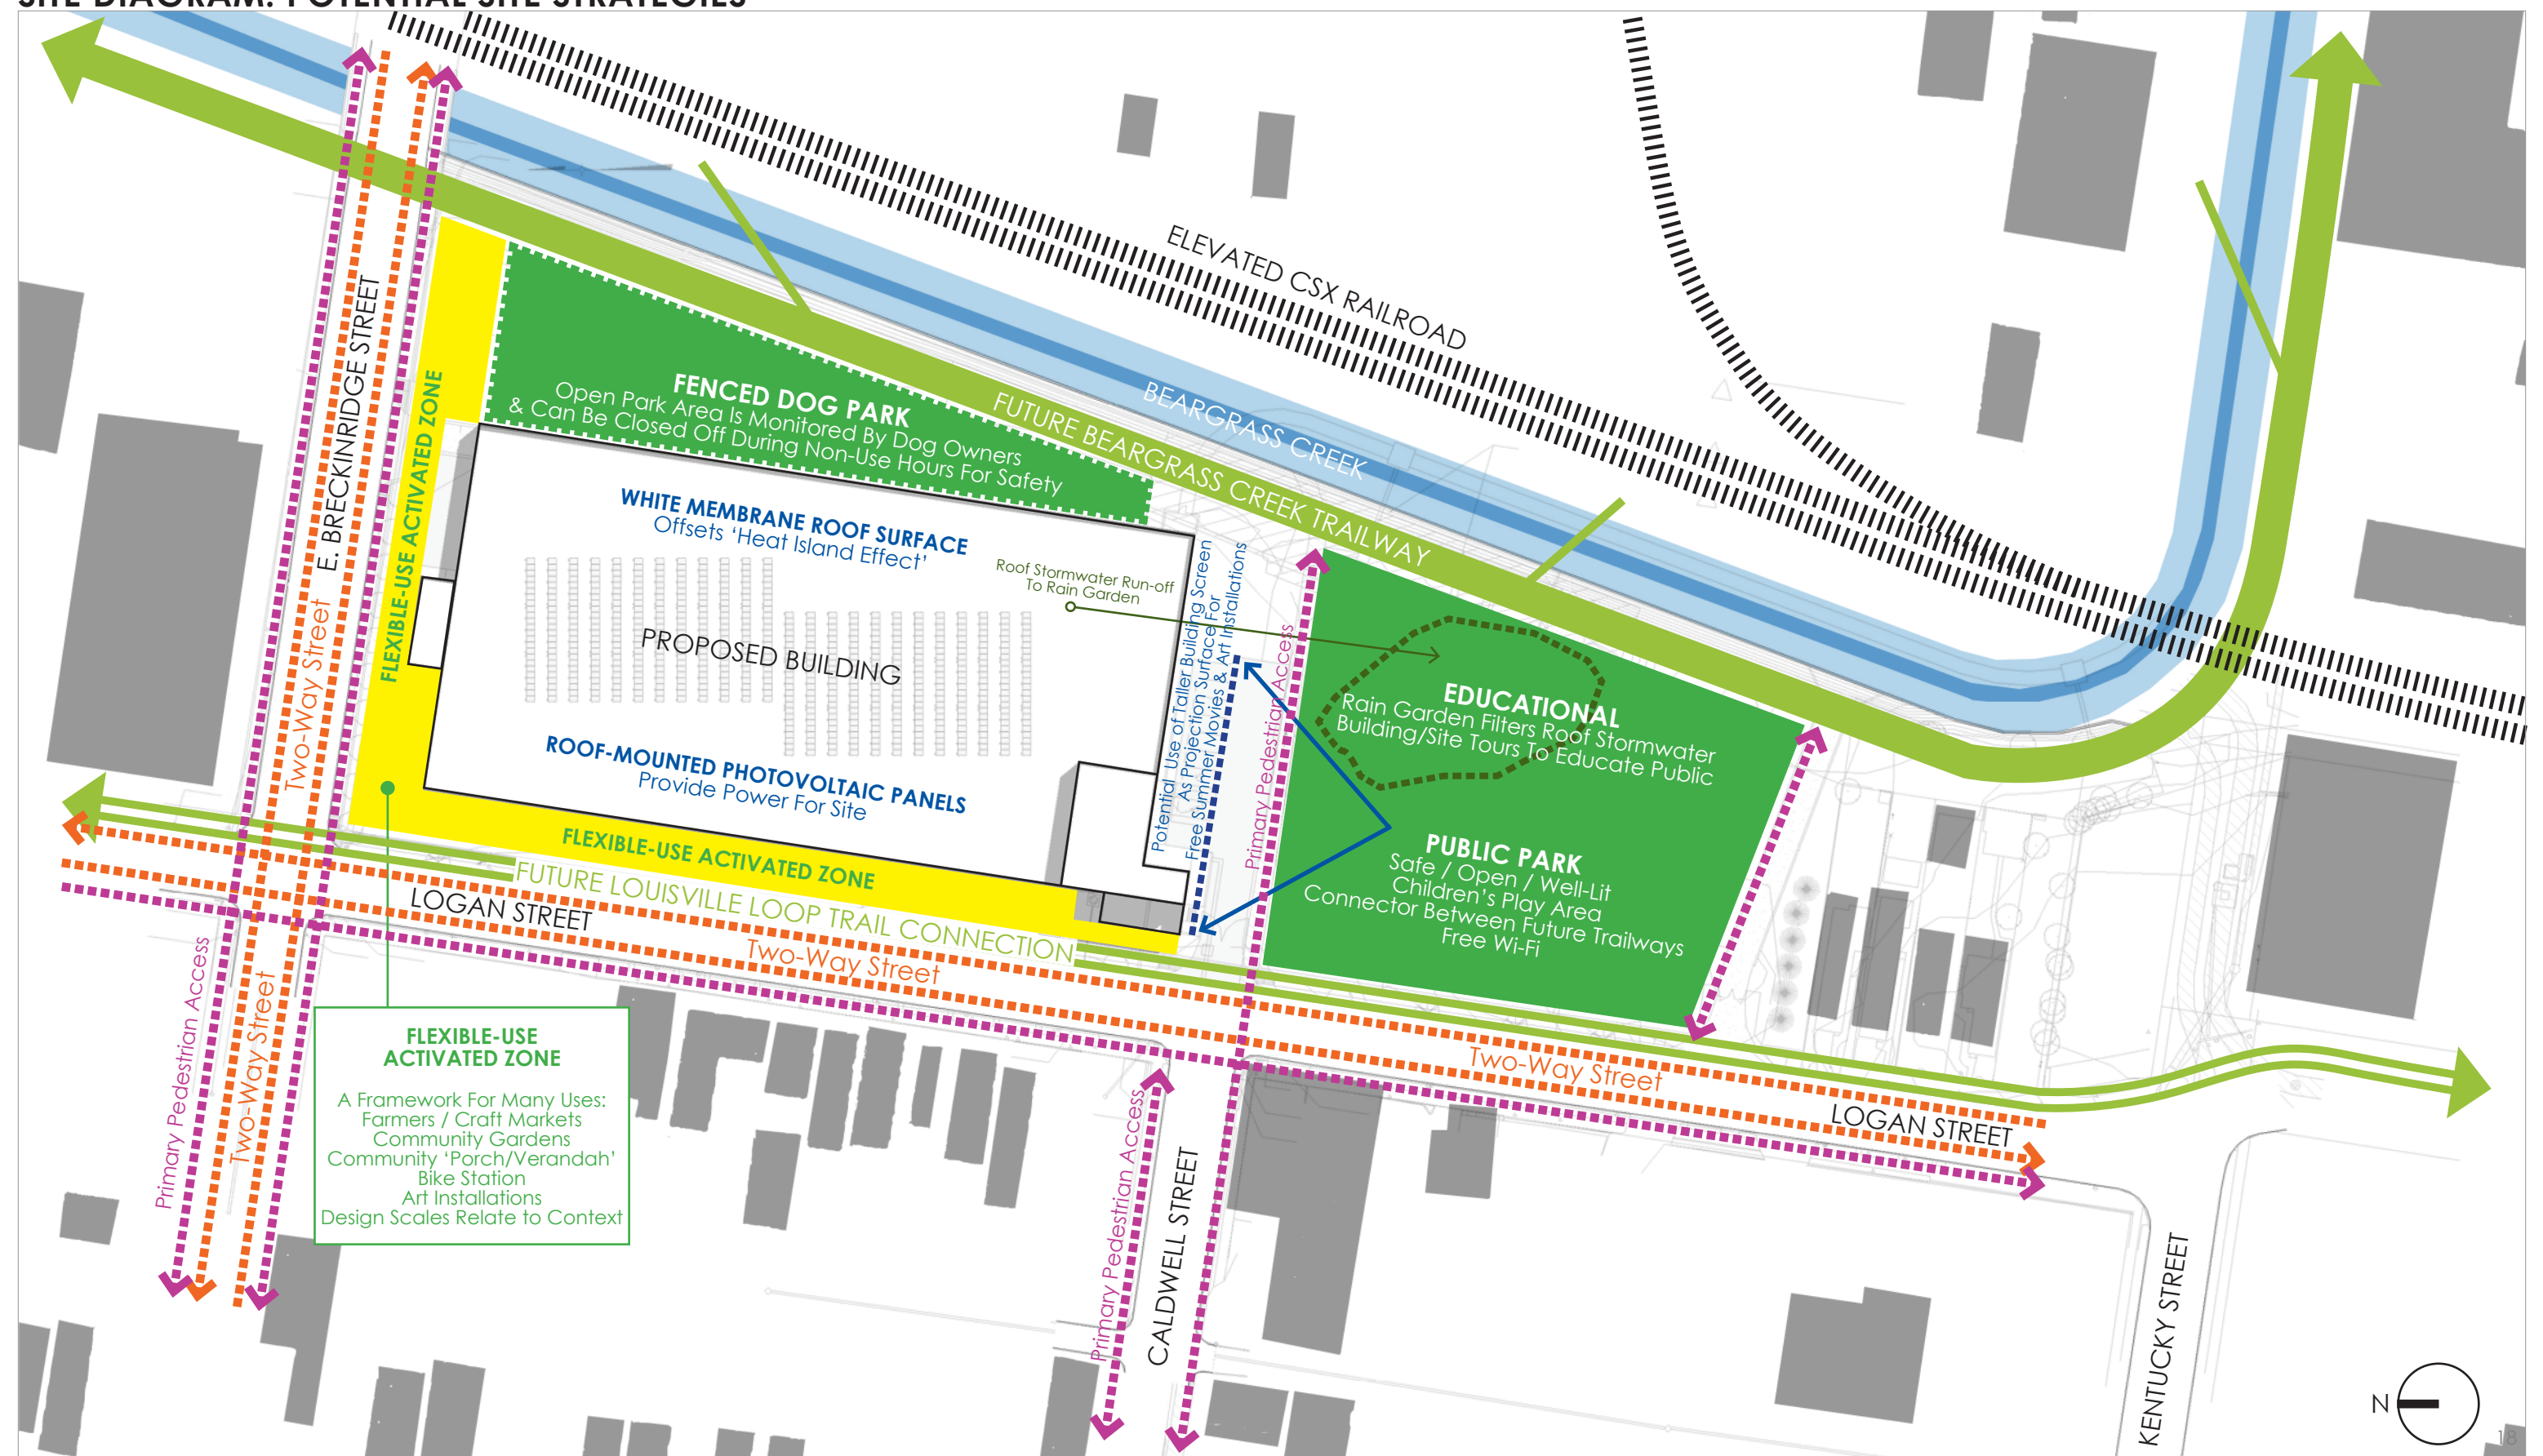 SITE DIAGRAM: POTENTIAL SITE STRATEGIES
ELEVATED CSX RAILROAD
BEARGRASS CREEK
FUTURE BEARGRASS CREEK TRAILWAY
E. BRECKINRIDGE STREET
Two-Way Street
FLEXIBLE-USE ACTIVATED ZONE
FENCED DOG PARK
Open Park Area Is Monitored By Dog Owners
& Can Be Closed Off During Non-Use Hours For Safety
WHITE MEMBRANE ROOF SURFACE
Offsets ‘Heat Island Effect’
Roof Stormwater Run-off
To Rain Garden
PROPOSED BUILDING
ROOF-MOUNTED PHOTOVOLTAIC PANELS
Provide Power For Site
Potential Use of Taller Building Screen
As Projection Surface For
Free Summer Movies & Art Installations
Primary Pedestrian Access
EDUCATIONAL
Rain Garden Filters Roof Stormwater
Building/Site Tours To Educate Public
PUBLIC PARK
Safe / Open / Well-Lit
Children’s Play Area
Connector Between Future Trailways
Free Wi-Fi
FLEXIBLE-USE ACTIVATED ZONE
FUTURE LOUISVILLE LOOP TRAIL CONNECTION
LOGAN STREET
Two-Way Street
Two-Way Street
LOGAN STREET
Primary Pedestrian Access
Two-Way Street
FLEXIBLE-USE
ACTIVATED ZONE
A Framework For Many Uses:
Farmers / Craft Markets
Community Gardens
Community ‘Porch/Verandah’
Bike Station
Art Installations
Design Scales Relate to Context
Primary Pedestrian Access
CALDWELL STREET
KENTUCKY STREET
N
18